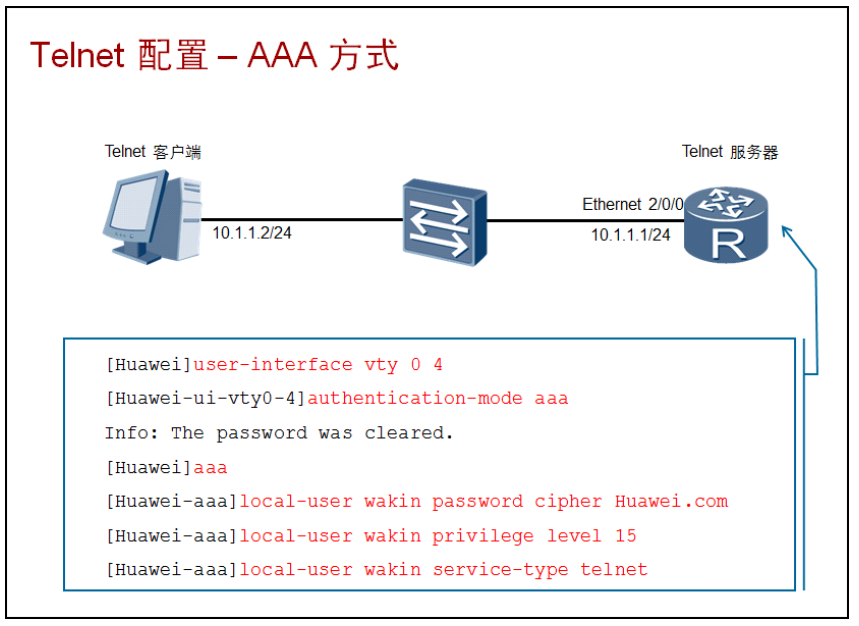 Telnet 配置 – AAA 方式
Telnet 客户端
Telnet 服务器
Ethernet 2/0/0
10.1.1.2/24
10.1.1.1/24
R
[Huawei]user-interface vty 0 4
[Huawei-ui-vty0-4]authentication-mode aaa
Info: The password was cleared.
[Huawei]aaa
[Huawei-aaa]local-user wakin password cipher Huawei.com
[Huawei-aaa]local-user wakin privilege level 15
[Huawei-aaa]local-user wakin service-type telnet